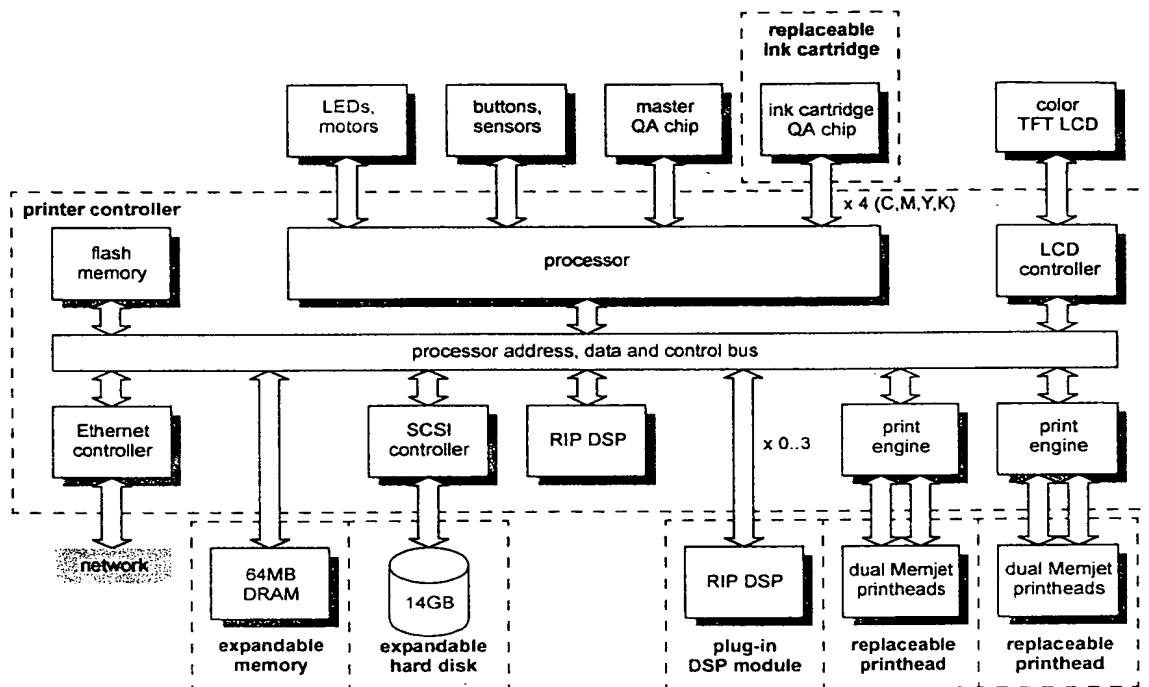 replaceable
ink cartridge
LEDs,
motors
buttons,
sensors
master
QA chip
ink cartridge
QA chip
color
TFT LCD
x 4 (C,M,Y,K)
printer controller
flash
memory
processor
LCD
controller
processor address, data and control bus
Ethernet
controller
SCSI
controller
RIP DSP
x 0..3
print
engine
print
engine
network
64MB
DRAM
14GB
RIP DSP
dual Memjet
printheads
dual Memjet
printheads
expandable
memory
expandable
hard disk
plug-in
DSP module
replaceable
printhead
replaceable
printhead